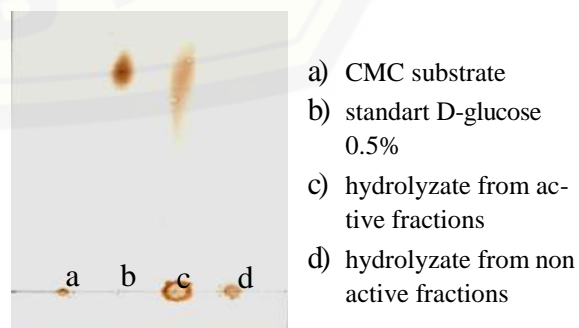 a b c d
a) CMC substrate
b) standart D-glucose
0.5%
c) hydrolyzate from ac-
tive fractions
d) hydrolyzate from non
active fractions